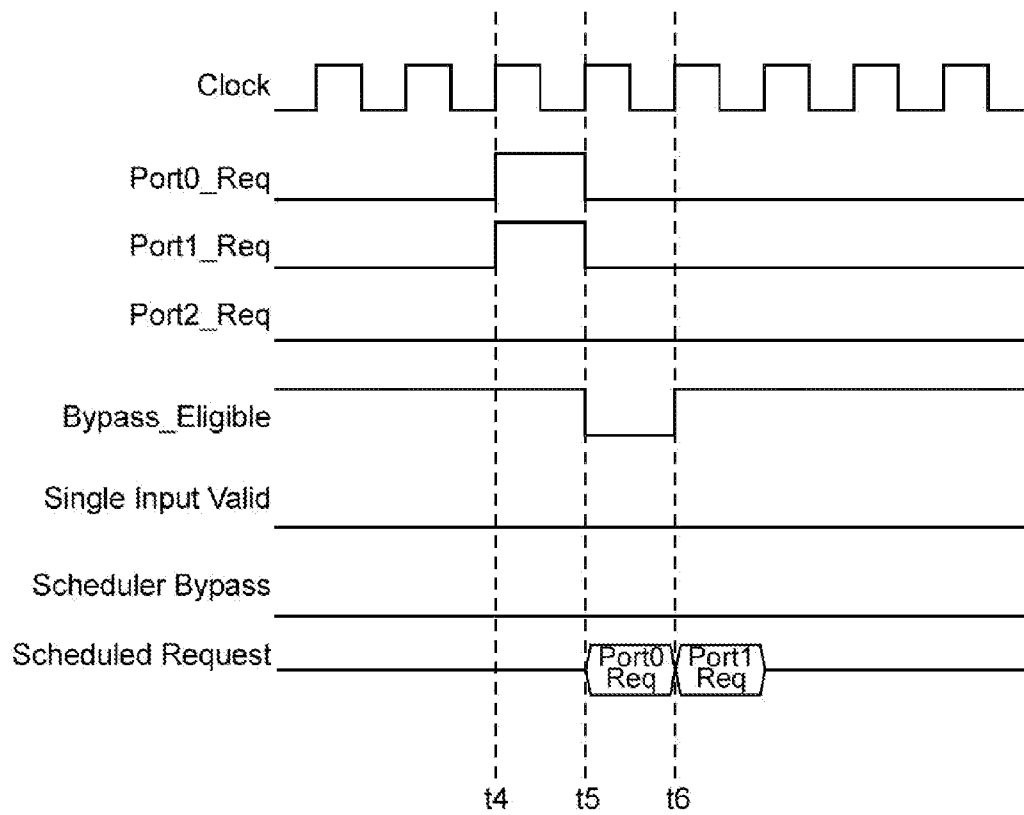 Clock
Port0_Req
Port1_Req
Port2_Req
Bypass_Eligible
Single Input Valid
Scheduler Bypass
Scheduled Request
Port0
Req
Port1
Req
t4
t5
t6